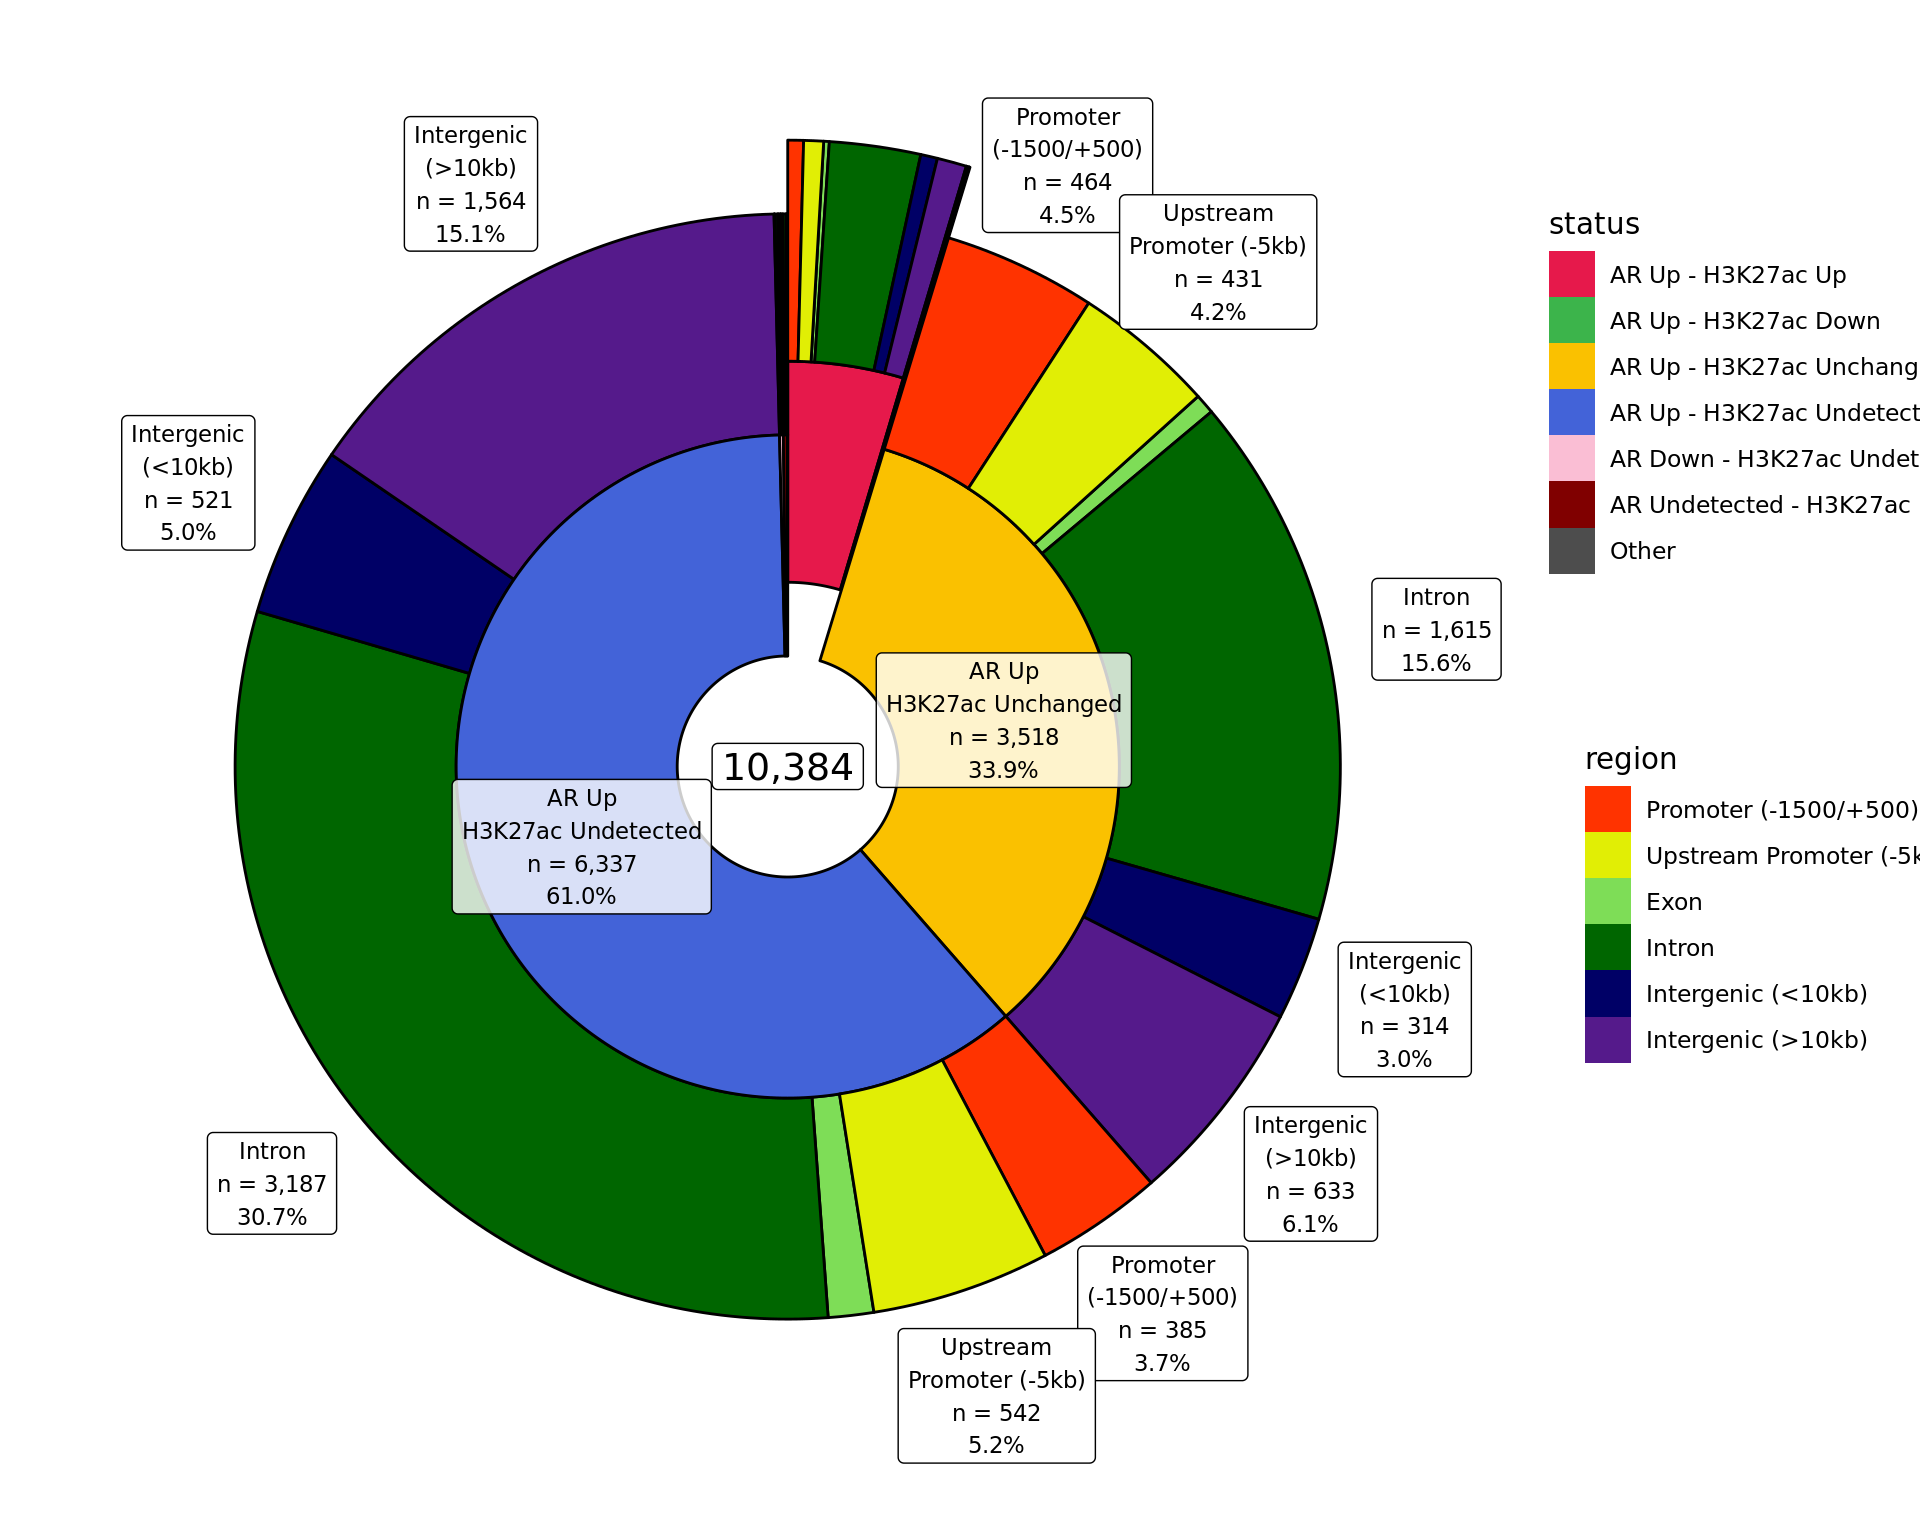 Promoter
(-1500/+500)
n = 464
4.5%
Upstream
Promoter (-5kb)
n = 431
4.2%
Intergenic
(>10kb)
n = 1,564
15.1%
Intergenic
(<10kb)
n = 521
5.0%
Intron
n = 1,615
15.6%
AR Up
H3K27ac Unchanged
n = 3,518
33.9%
10,384
AR Up
H3K27ac Undetected
n = 6,337
61.0%
Intergenic
(<10kb)
n = 314
3.0%
Intergenic
(>10kb)
n = 633
6.1%
Intron
n = 3,187
30.7%
Promoter
(-1500/+500)
n = 385
3.7%
Upstream
Promoter (-5kb)
n = 542
5.2%
status
AR Up - H3K27ac Up
AR Up - H3K27ac Down
AR Up - H3K27ac Unchang
AR Up - H3K27ac Undetect
AR Down - H3K27ac Undet
AR Undetected - H3K27ac
Other
region
Promoter (-1500/+500)
Upstream Promoter (-5k
Exon
Intron
Intergenic (<10kb)
Intergenic (>10kb)